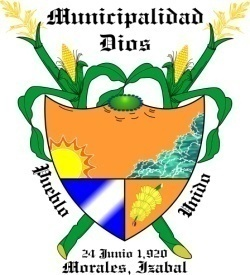 Municipalidad
Dios
Pueblo
Unido
24 Junio 1,920
Morales, Izabal